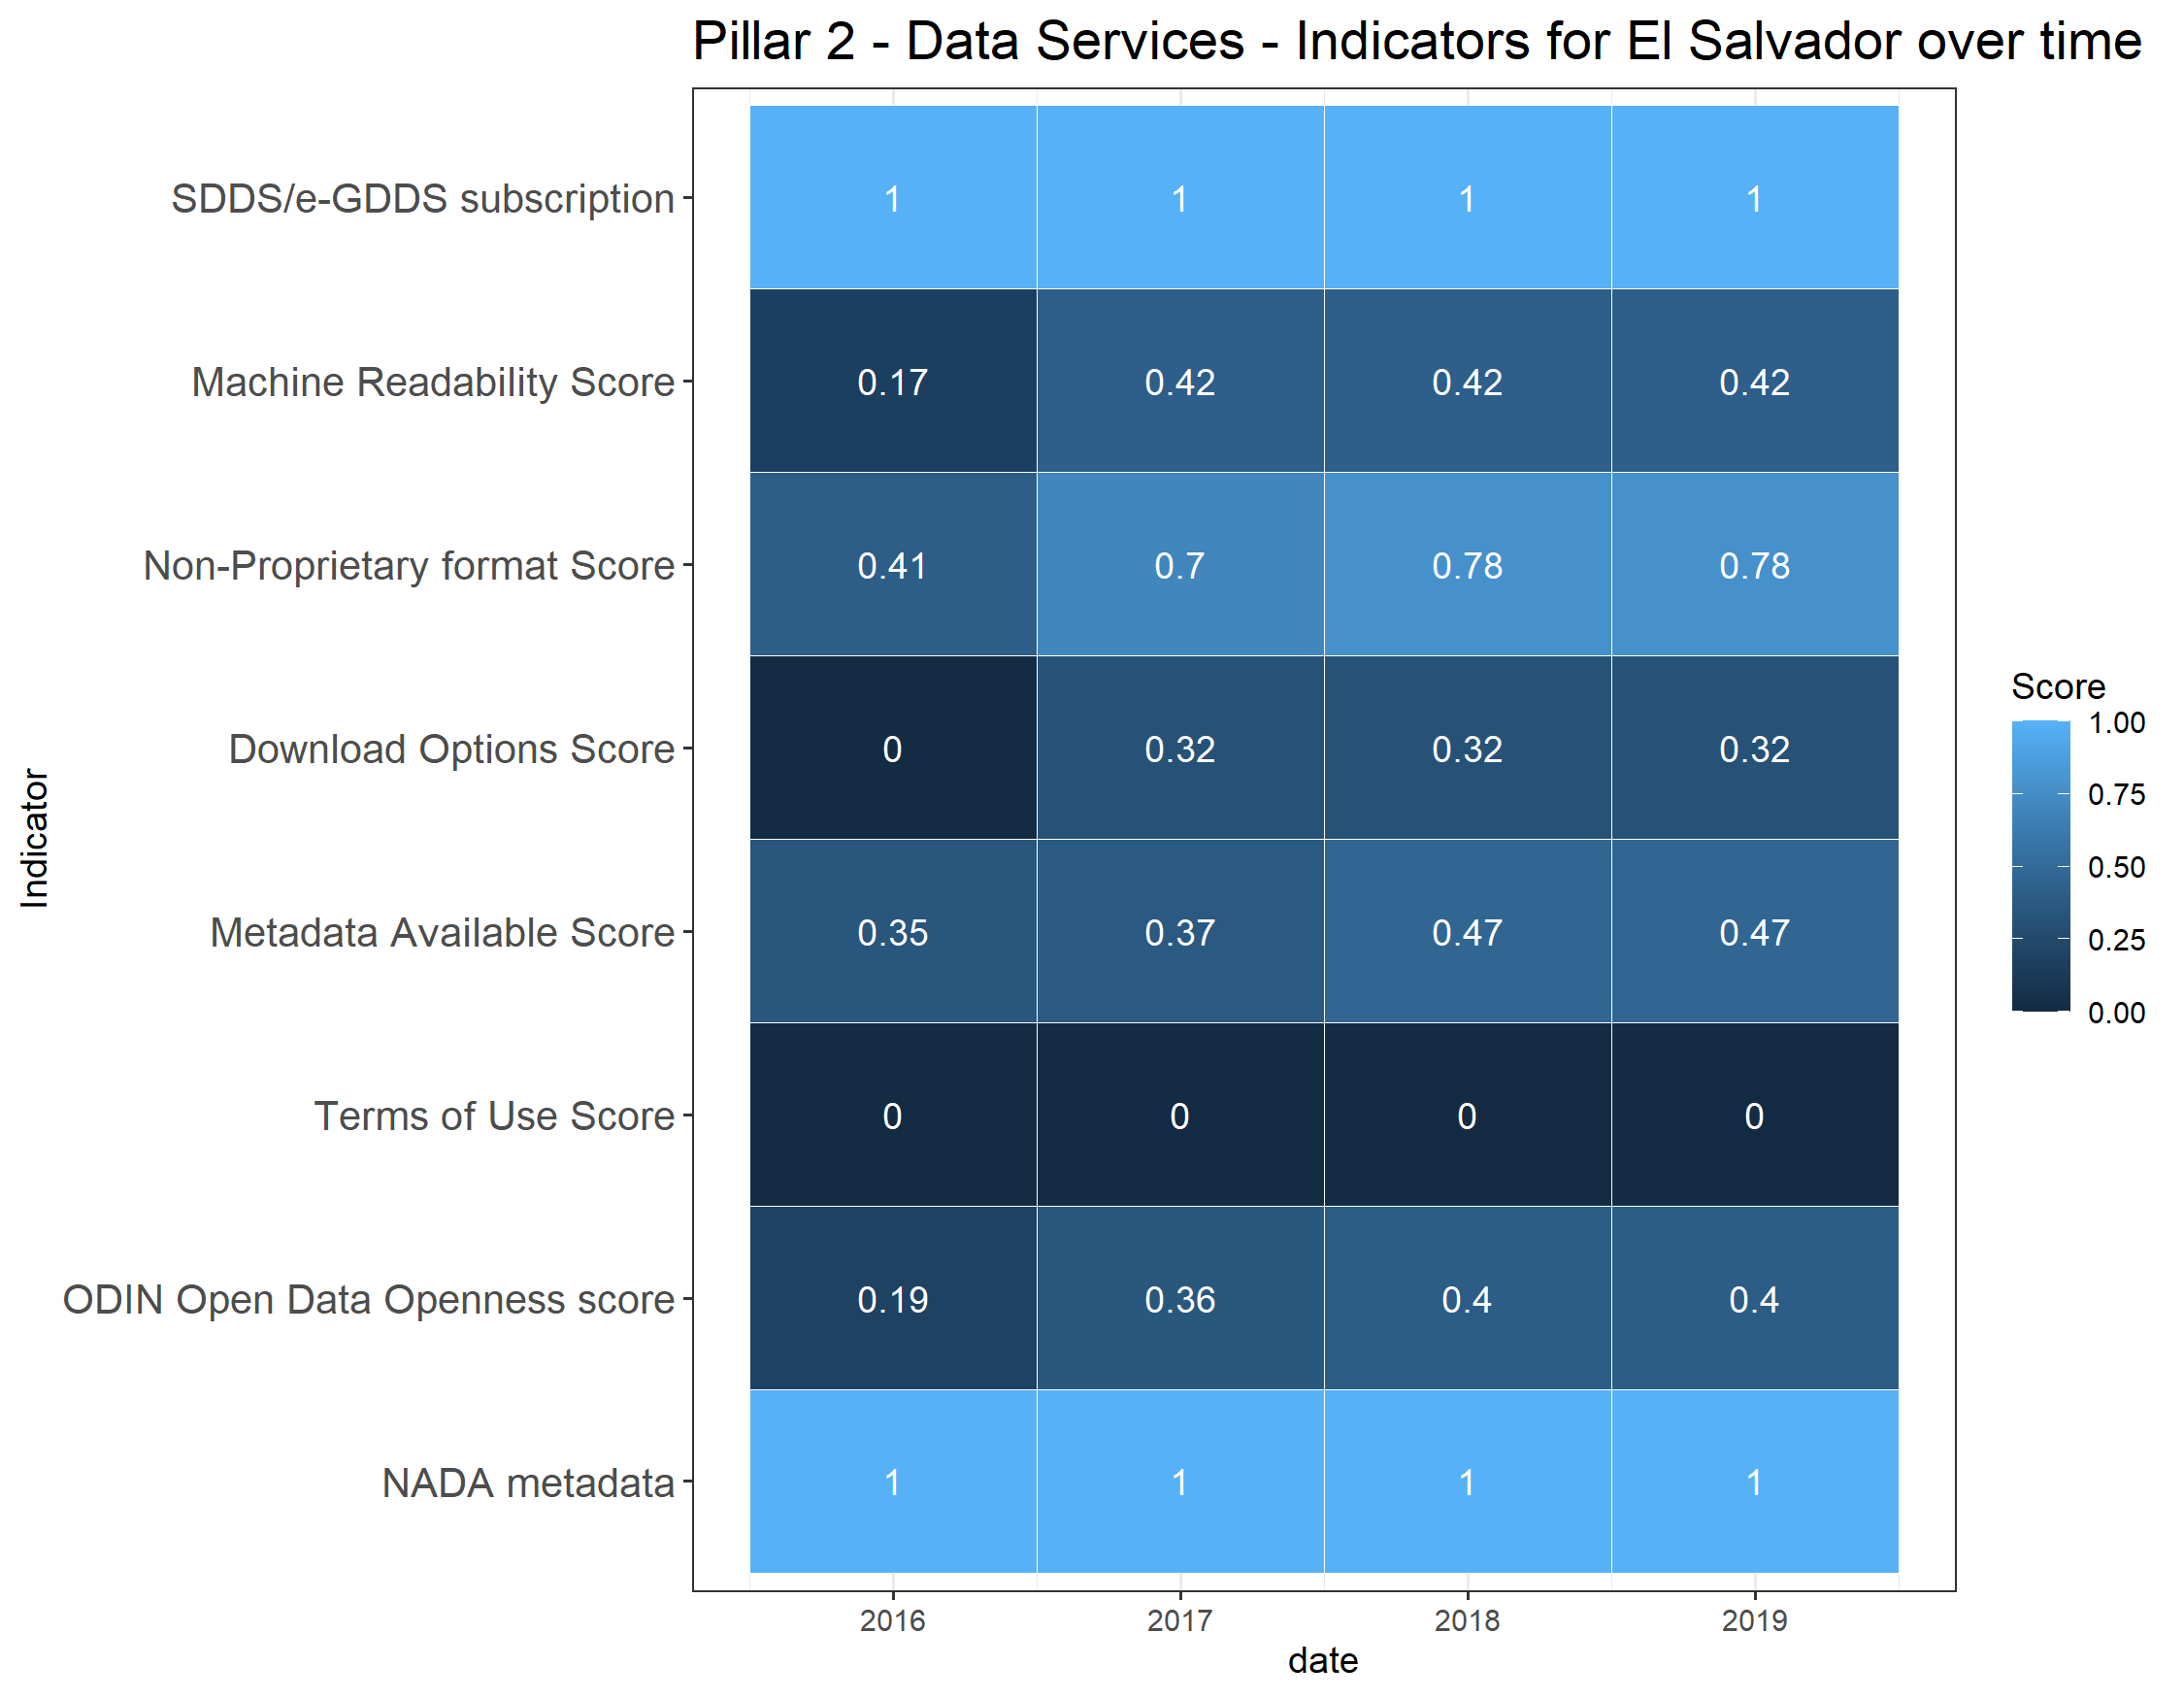 Pillar 2 - Data Services - Indicators for El Salvador over time
Indicator
SDDS/e-GDDS subscription 1 1 1 1
Machine Readability Score 0.17 0.42 0.42 0.42
Non-Proprietary format Score 0.41 0.7 0.78 0.78
Download Options Score 0 0.32 0.32 0.32
Metadata Available Score 0.35 0.37 0.47 0.47
Terms of Use Score 0 0 0 0
ODIN Open Data Openness score 0.19 0.36 0.4 0.4
NADA metadata 1 1 1 1
2016 2017 2018 2019
date
Score
1.00
0.75
0.50
0.25
0.00